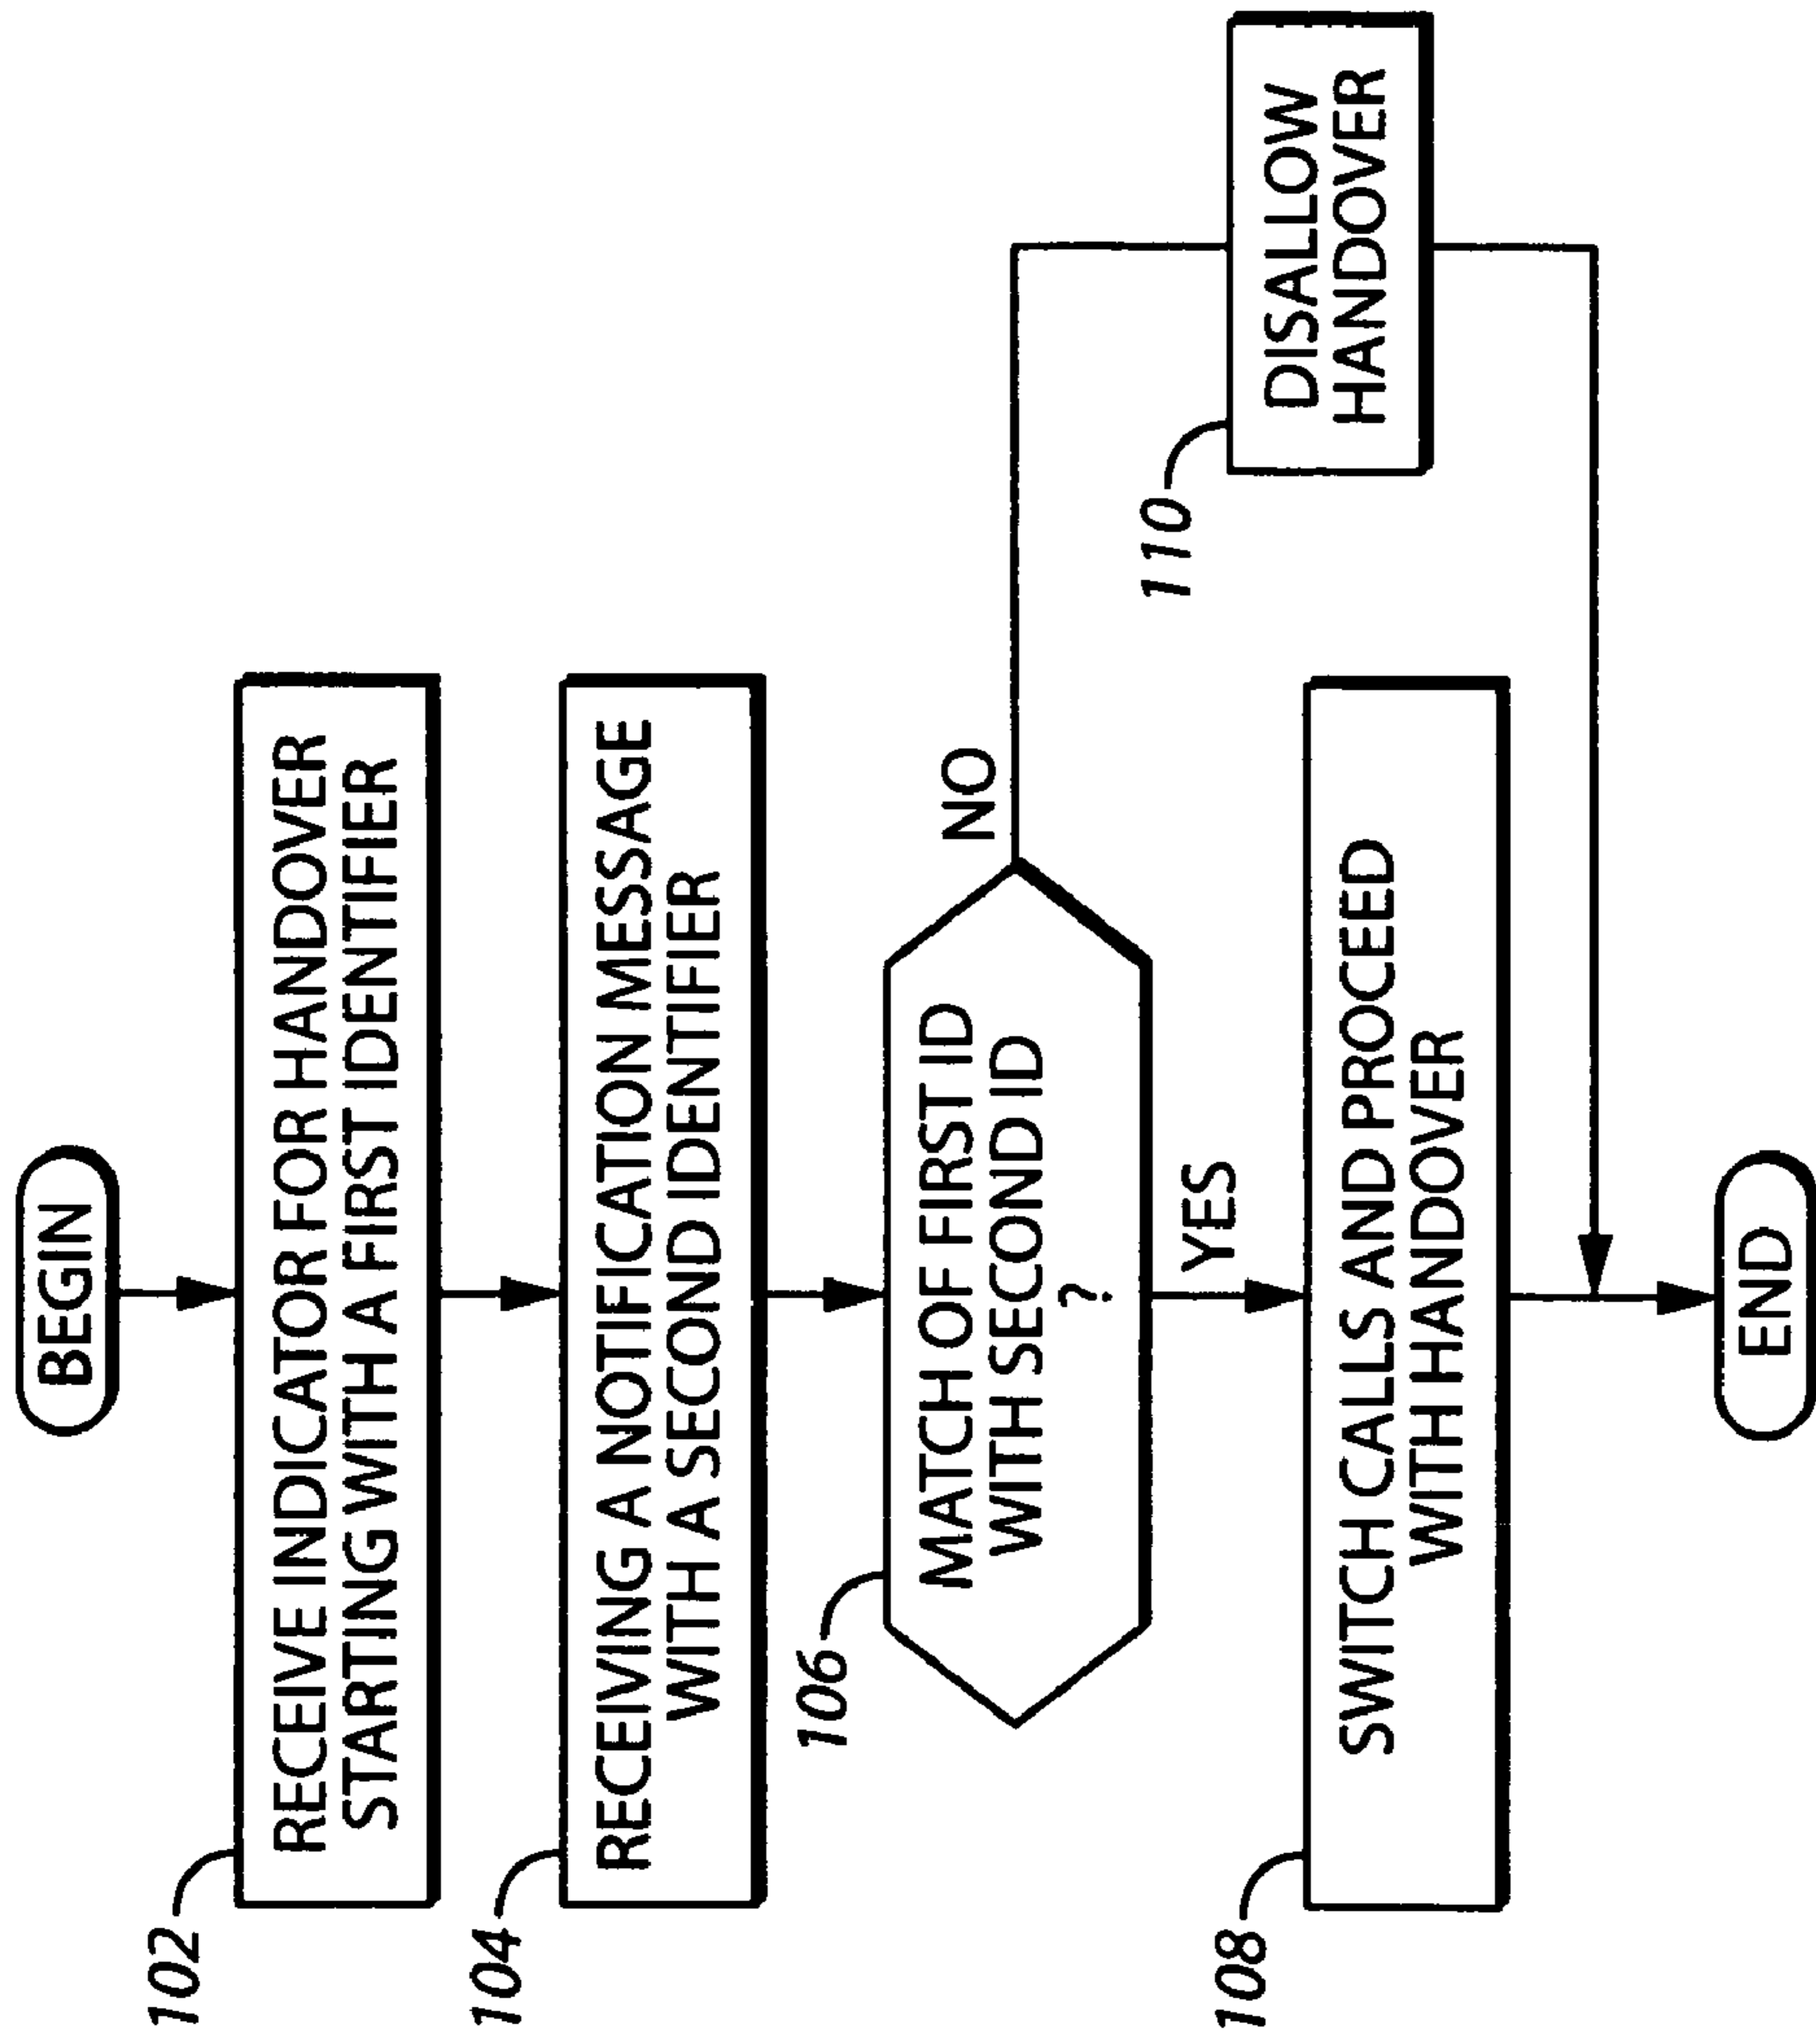 BEGIN
102
RECEIVE INDICATOR FOR HANDOVER
STARTING WITH A FIRST IDENTIFIER
104
RECEIVING A NOTIFICATION MESSAGE
WITH A SECOND IDENTIFIER
106
MATCH OF FIRST ID
WITH SECOND ID
?
NO
YES
110
DISALLOW
HANDOVER
108
SWITCH CALLS AND PROCEED
WITH HANDOVER
END